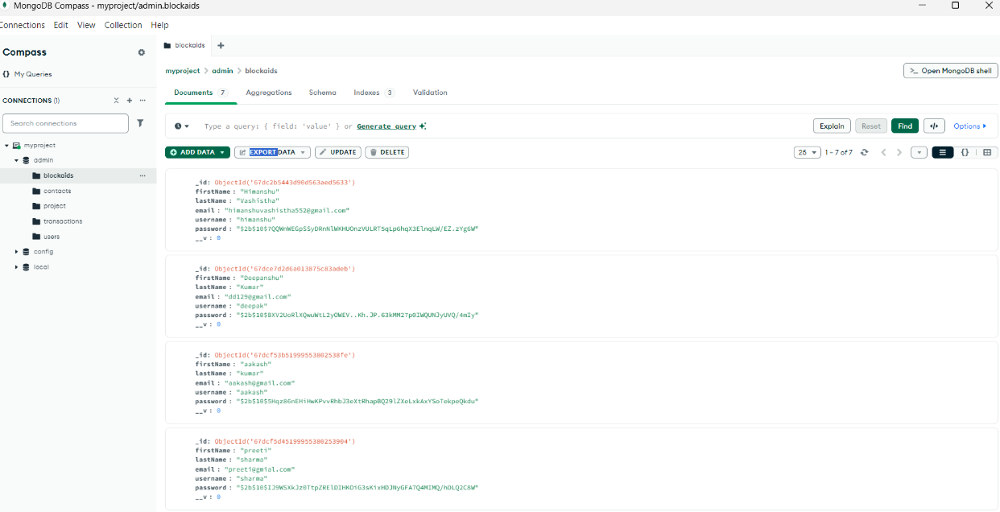 MongoDB Compass - myproject/admin.blockaids
Connections Edit View Collection Help
Compass
{} My Queries
CONNECTIONS (1)
Search connections
myproject
admin
blockaids
contacts
project
transactions
users
config
local
blockaids
myproject > admin > blockaids
>_ Open MongoDB shell
Documents 7 Aggregations Schema Indexes 3 Validation
Type a query: { field: 'value' } or Generate query
Explain Reset Find </> Options
ADD DATA EXPORT DATA UPDATE DELETE
25 1 - 7 of 7 {}
_id: ObjectId('67dc2b5443d90d563aed5633')
firstName : "Himanshu"
lastName : "Vashistha"
email : "himanshuvashistha552@gmail.com"
username : "himanshu"
password : "$2b$10$7QQWnWEGpSSyDRnNlWKHUOnzVULRT5qLp6hqX3ElnqLW/EZ.zYg6W"
__v : 0
_id: ObjectId('67dce7d2d6a013875c83adeb')
firstName : "Deepanshu"
lastName : "Kumar"
email : "dd129@gmail.com"
username : "deepak"
password : "$2b$10$BXV2UoRlXQwuWtL2yOWEV..Kh.JP.63kMM27p0IWQUNJyUVQ/4mIy"
__v : 0
_id: ObjectId('67dcf53b51999553802538fe')
firstName : "aakash"
lastName : "kumar"
email : "aakash@gmail.com"
username : "aakash"
password : "$2b$10$5Hqz86nEHiHwKPvvRhbJ3eXtRhapBQ29lZXeLxkAxYSoTekpeQkdu"
__v : 0
_id: ObjectId('67dcf5d45199955380253904')
firstName : "preeti"
lastName : "sharma"
email : "preeti@gmial.com"
username : "sharma"
password : "$2b$10$IJ9WSXkJz0TtpZRElDIHKOiG3sKixHDJNyGFA7Q4MIMQ/hDLQ2C8W"
__v : 0